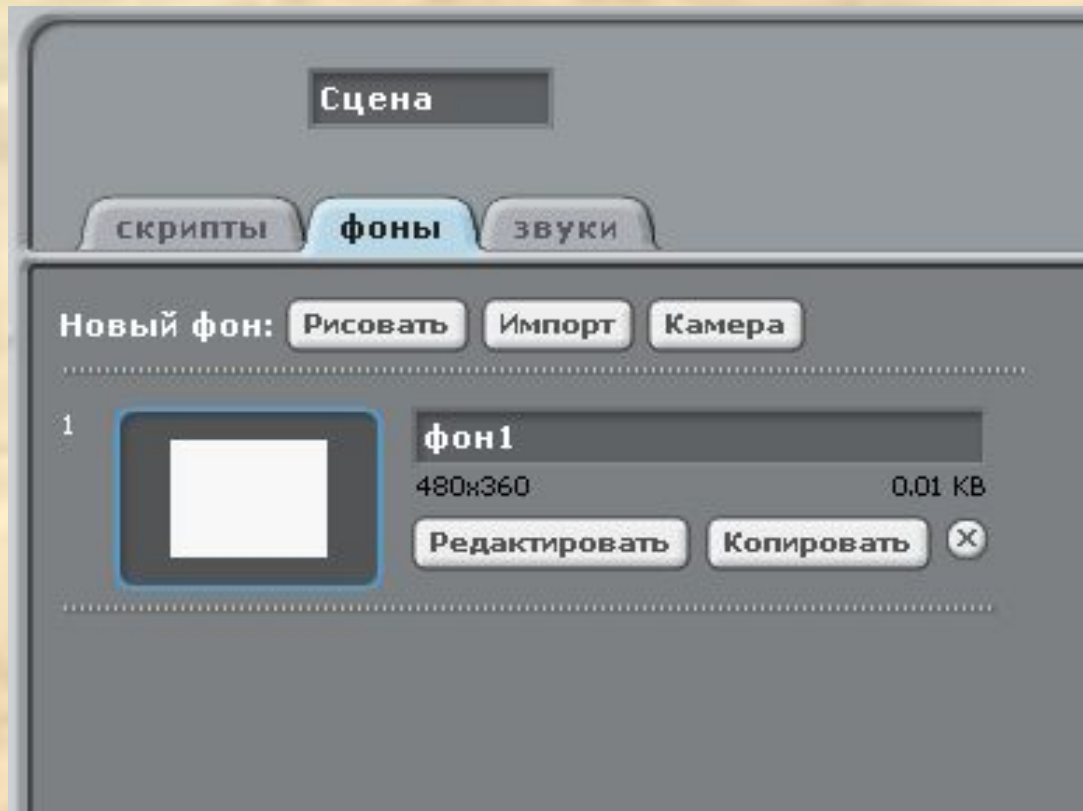 Сцена
скрипты фоны звуки
Новый фон: Рисовать Импорт Камера
1
фон1
480x360 0.01 KB
Редактировать Копировать